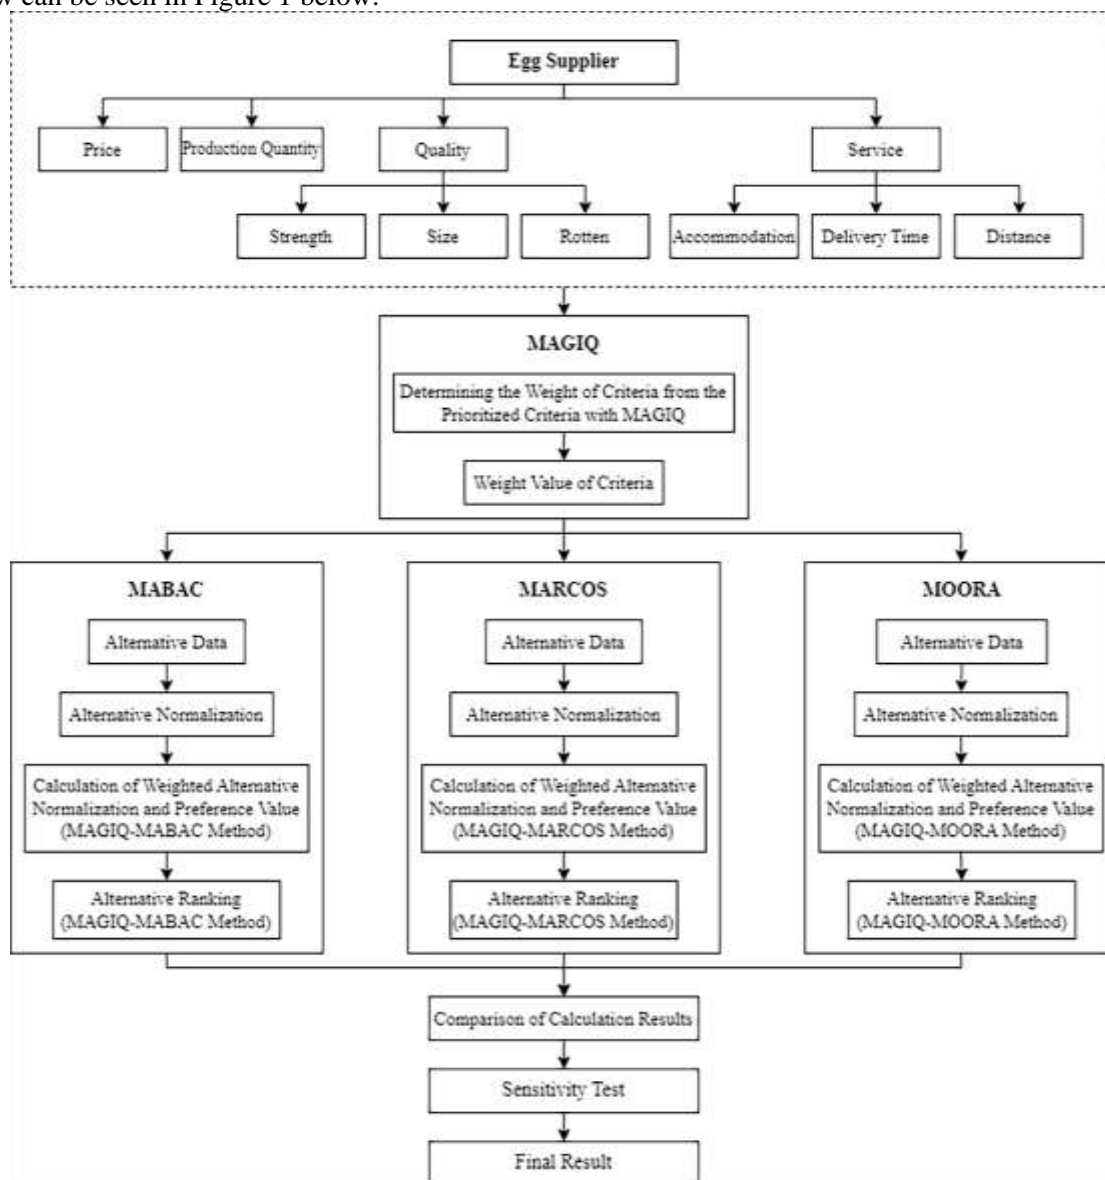 w can be seen in Figure 1 below.
Egg Supplier
Price
Production Quantity
Quality
Service
Strength
Size
Rotten
Accommodation
Delivery Time
Distance
MAGIQ
Determining the Weight of Criteria from the
Prioritized Criteria with MAGIQ
Weight Value of Criteria
MABAC
Alternative Data
Alternative Normalization
Calculation of Weighted Alternative
Normalization and Preference Value
(MAGIQ-MABAC Method)
Alternative Ranking
(MAGIQ-MABAC Method)
MARCOS
Alternative Data
Alternative Normalization
Calculation of Weighted Alternative
Normalization and Preference Value
(MAGIQ-MARCOS Method)
Alternative Ranking
(MAGIQ-MARCOS Method)
MOORA
Alternative Data
Alternative Normalization
Calculation of Weighted Alternative
Normalization and Preference Value
(MAGIQ-MOORA Method)
Alternative Ranking
(MAGIQ-MOORA Method)
Comparison of Calculation Results
Sensitivity Test
Final Result